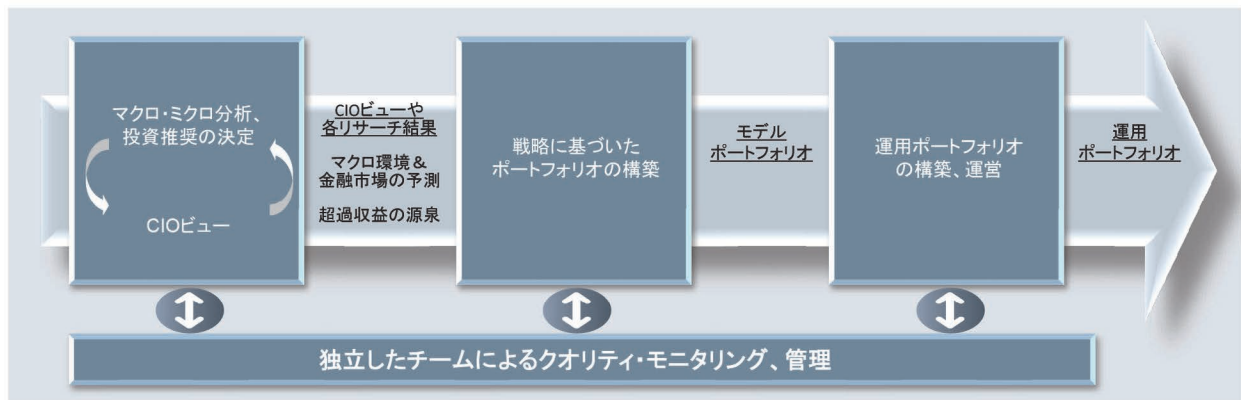 マクロ・ミクロ分析、
投資推奨の決定
CIOビュー
CIOビューや
各リサーチ結果
マクロ環境＆
金融市場の予測
超過収益の源泉
戦略に基づいた
ポートフォリオの構築
モデル
ポートフォリオ
運用ポートフォリオ
の構築、運営
運用
ポートフォリオ
独立したチームによるクオリティ・モニタリング、管理